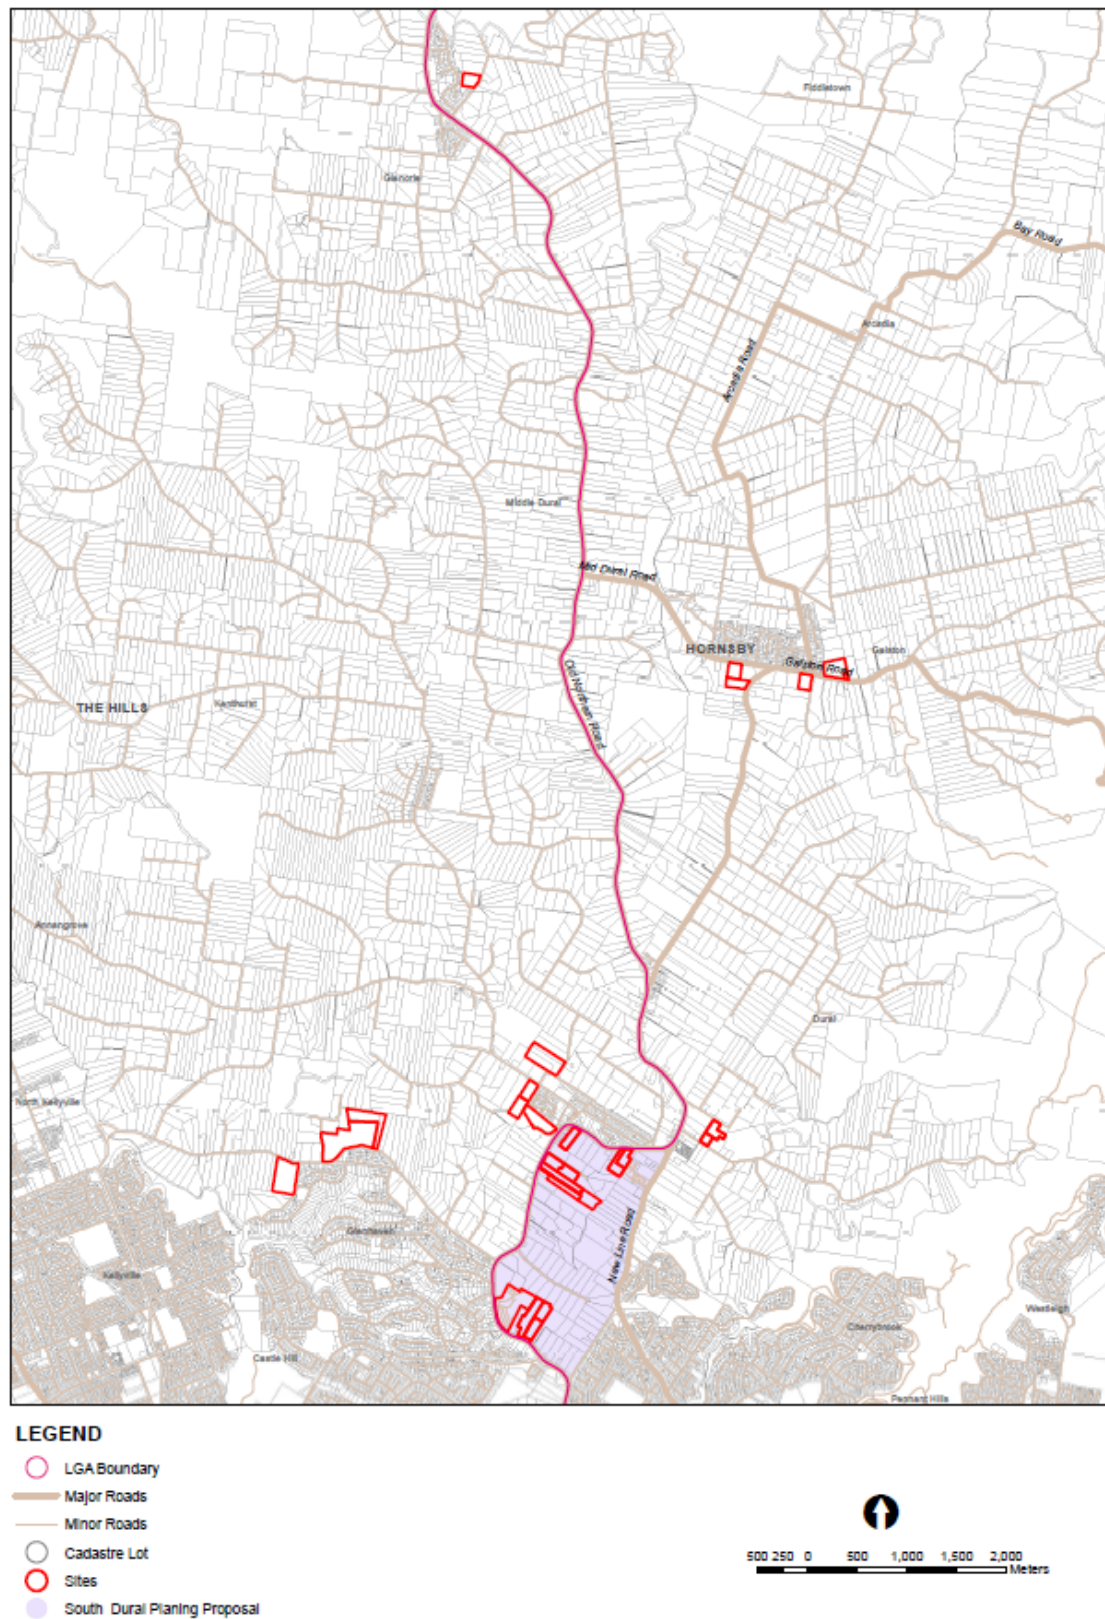 Fiddletown
Glenorie
Bay Road
Arcadia
Arcadia Road
Middle Dural
Mid Dural Road
HORNSBY
Galston
Galston Road
Old Northern Road
THE HILLS
Kenthurst
Annangrove
Dural
North Kellyville
New Line Road
Glenhaven
Kellyville
Westleigh
Cherrybrook
Castle Hill
Pennant Hills
LEGEND
LGA Boundary
Major Roads
Minor Roads
Cadastre Lot
Sites
South Dural Planing Proposal
500 250 0 500 1,000 1,500 2,000
Meters